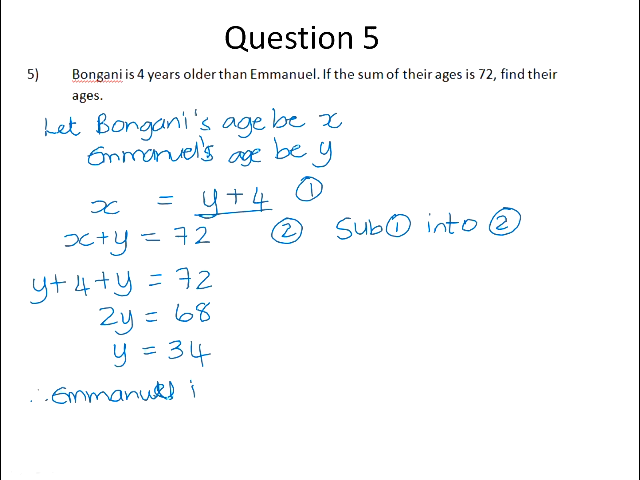 Question 5
5) Bongani is 4 years older than Emmanuel. If the sum of their ages is 72, find their
ages.
Let Bongani's age be x
Emmanuel's age be y
x = y + 4 ①
x + y = 72 ② Sub ① into ②
y + 4 + y = 72
2y = 68
y = 34
∴ Emmanuel i